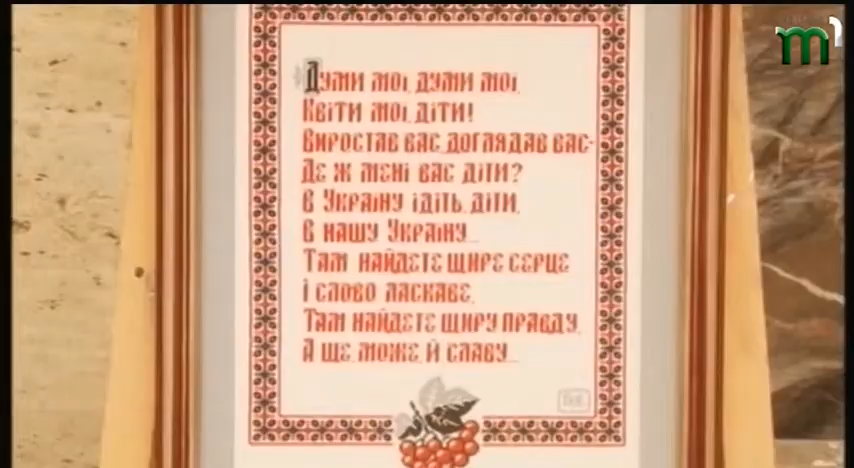 Думи мої, думи мої,
Квіти мої, діти!
Виростав вас, доглядав вас-
Де ж мені вас діти?
В Україну ідіть, діти,
В нашу Україну...
Там найдете щире серце
І слово ласкаве,
Там найдете щиру правду,
А ще, може, й славу...